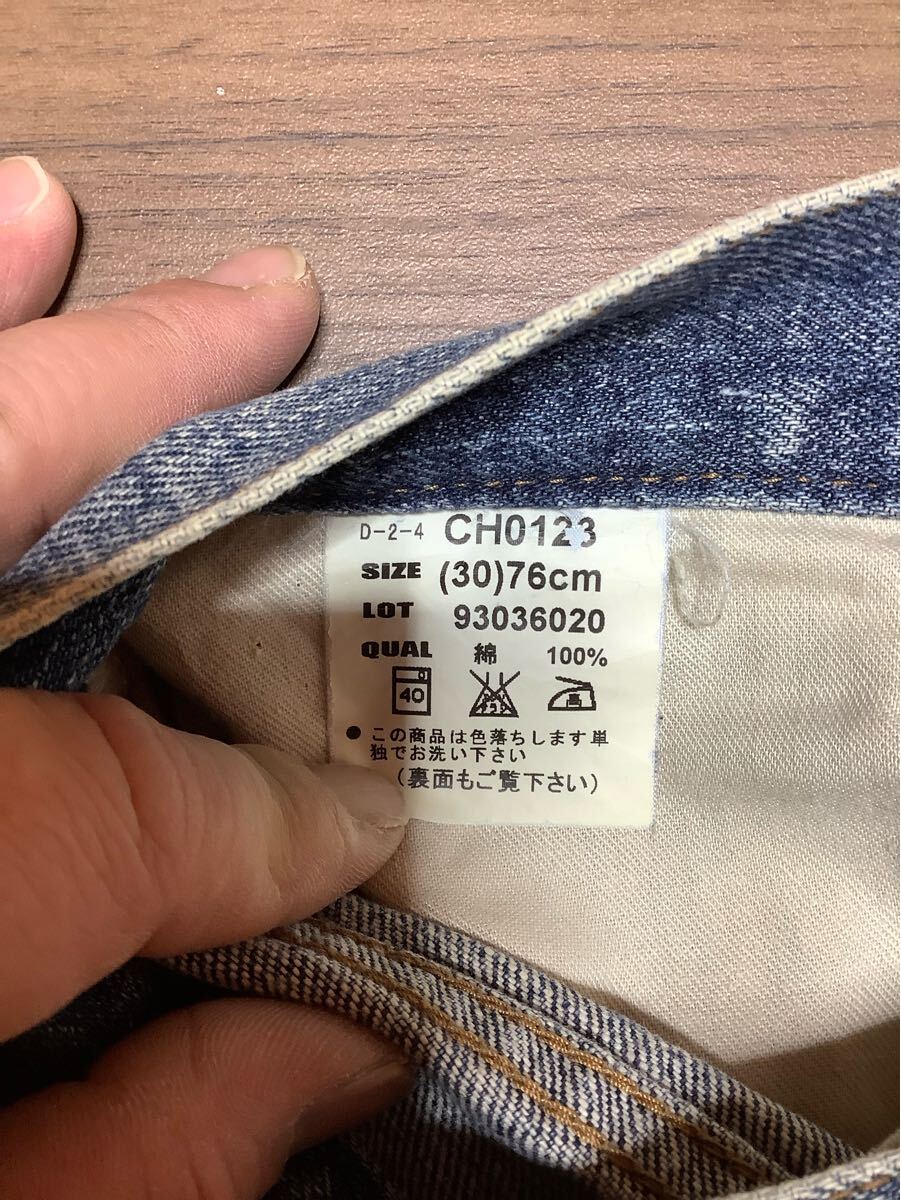 D-2-4 CH0123
SIZE (30)76cm
LOT 93036020
QUAL 綿 100%
40 高
● この商品は色落ちします単
独でお洗い下さい
(裏面もご覧下さい)